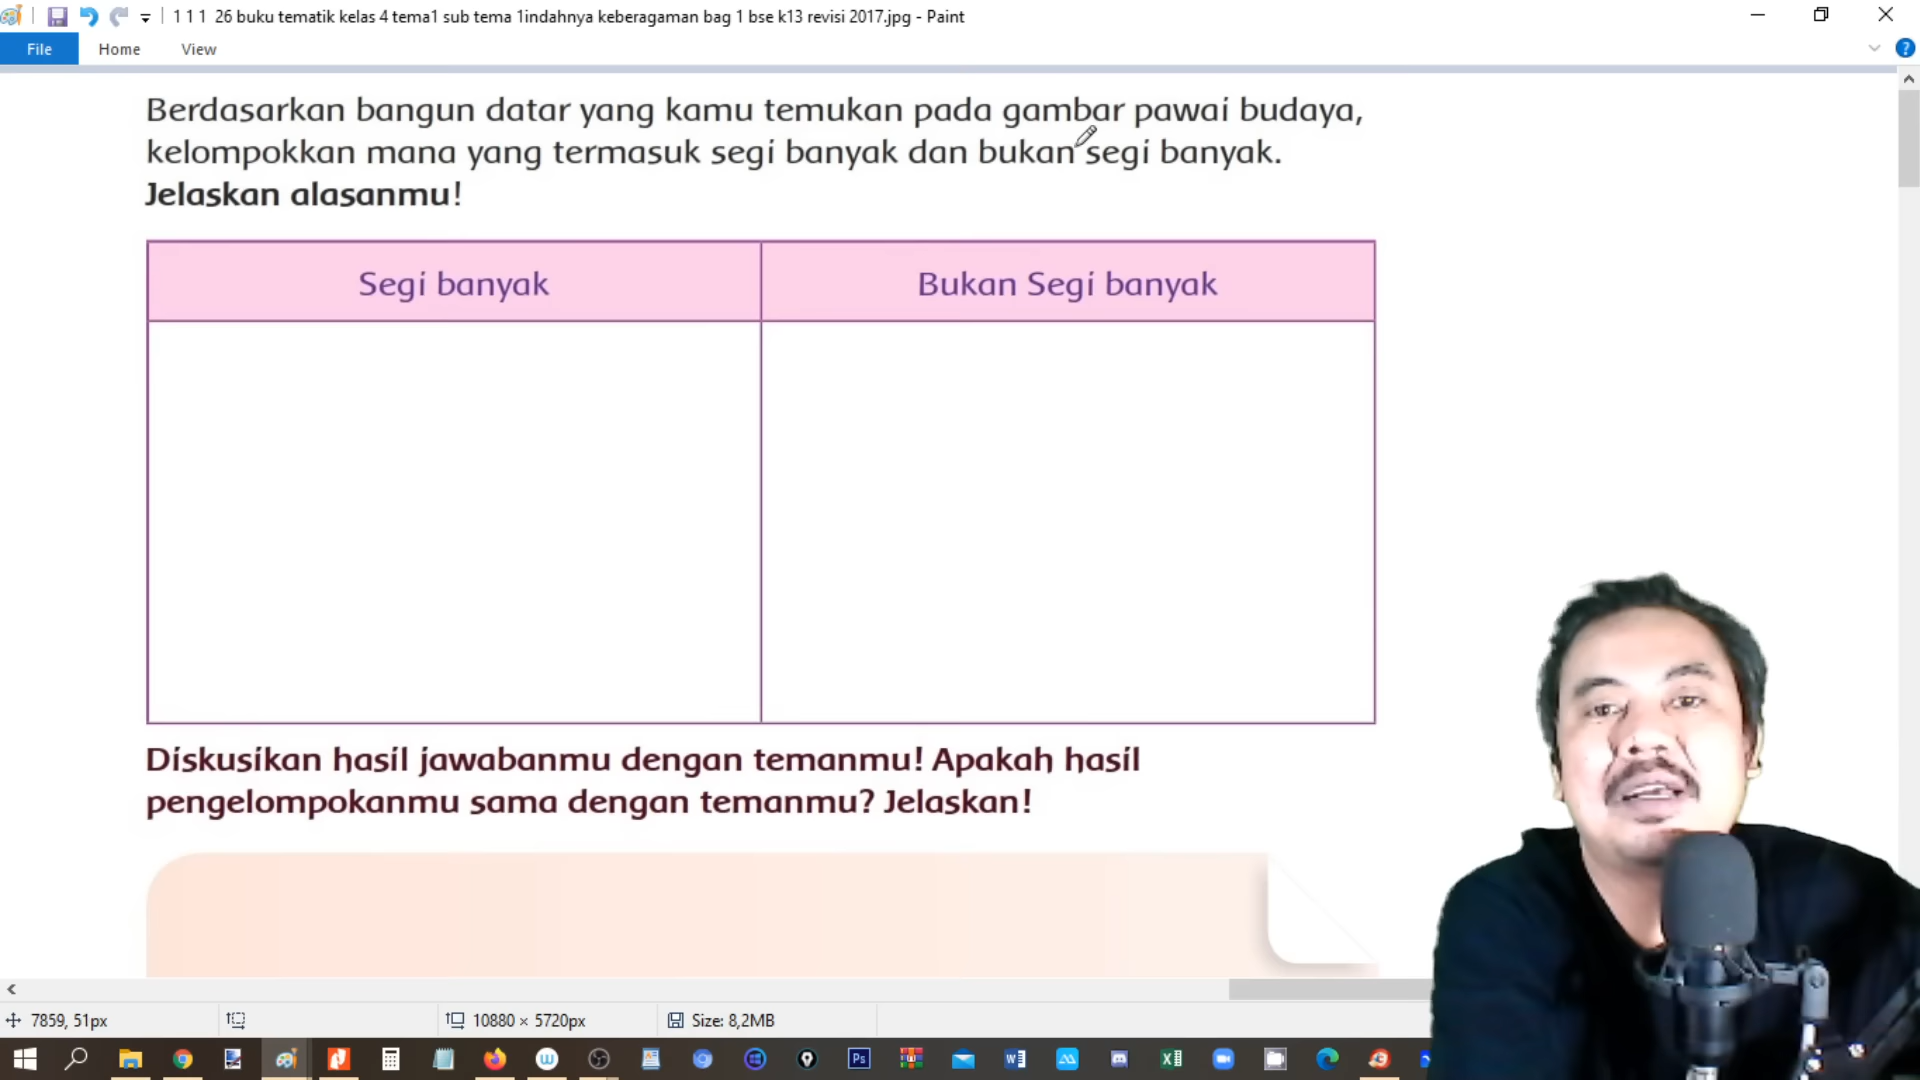 1 1 1  26 buku tematik kelas 4 tema1 sub tema 1indahnya keberagaman bag 1 bse k13 revisi 2017.jpg - Paint
File Home View
Berdasarkan bangun datar yang kamu temukan pada gambar pawai budaya,
kelompokkan mana yang termasuk segi banyak dan bukan segi banyak.
Jelaskan alasanmu!
Segi banyak
Bukan Segi banyak
Diskusikan hasil jawabanmu dengan temanmu! Apakah hasil
pengelompokanmu sama dengan temanmu? Jelaskan!
7859, 51px
10880 × 5720px
Size: 8,2MB
Ps